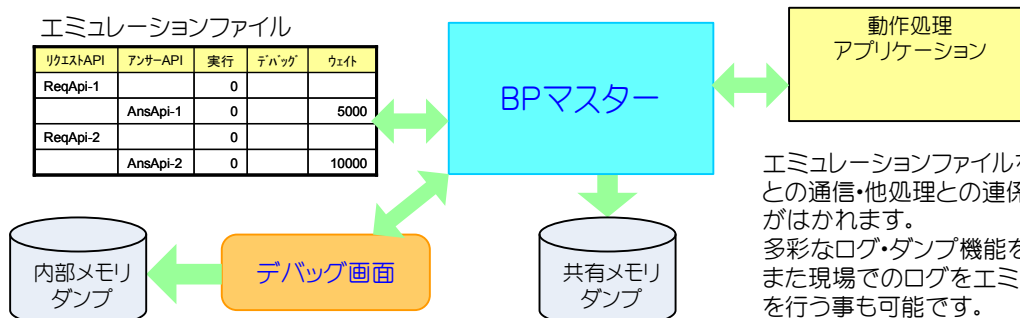 エミュレーションファイル
リクエストAPI アンサーAPI 実行 デバッグ ウェイト
ReqApi-1 0
AnsApi-1 0 5000
ReqApi-2 0
AnsApi-2 0 10000
BPマスター
動作処理
アプリケーション
エミュレーションファイルを
との通信・他処理との連係
がはかれます。
多彩なログ・ダンプ機能を
また現場でのログをエミ
を行う事も可能です。
内部メモリ
ダンプ
デバッグ画面
共有メモリ
ダンプ